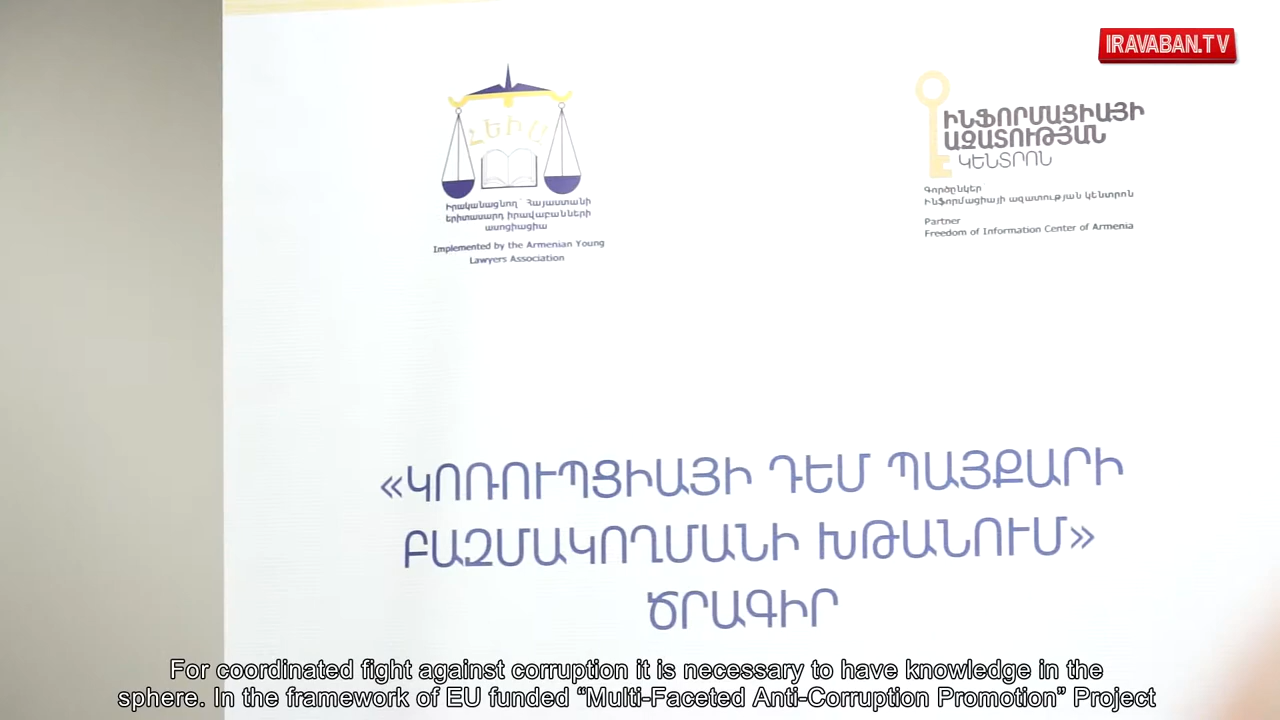 IRAVABAN.TV
ՀԵԻԱ
Իրականացնող՝ Հայաստանի
երիտասարդ իրավաբանների
ասոցիացիա
Implemented by the Armenian Young
Lawyers Association
ԻՆՖՈՐՄԱՑԻԱՅԻ
ԱԶԱՏՈՒԹՅԱՆ
ԿԵՆՏՐՈՆ
Գործընկեր
Ինֆորմացիայի ազատության կենտրոն
Partner
Freedom of Information Center of Armenia
«ԿՈՌՈՒՊՑԻԱՅԻ ԴԵՄ ՊԱՅՔԱՐԻ
ԲԱԶՄԱԿՈՂՄԱՆԻ ԽԹԱՆՈՒՄ»
ԾՐԱԳԻՐ
For coordinated fight against corruption it is necessary to have knowledge in the
sphere. In the framework of EU funded “Multi-Faceted Anti-Corruption Promotion” Project